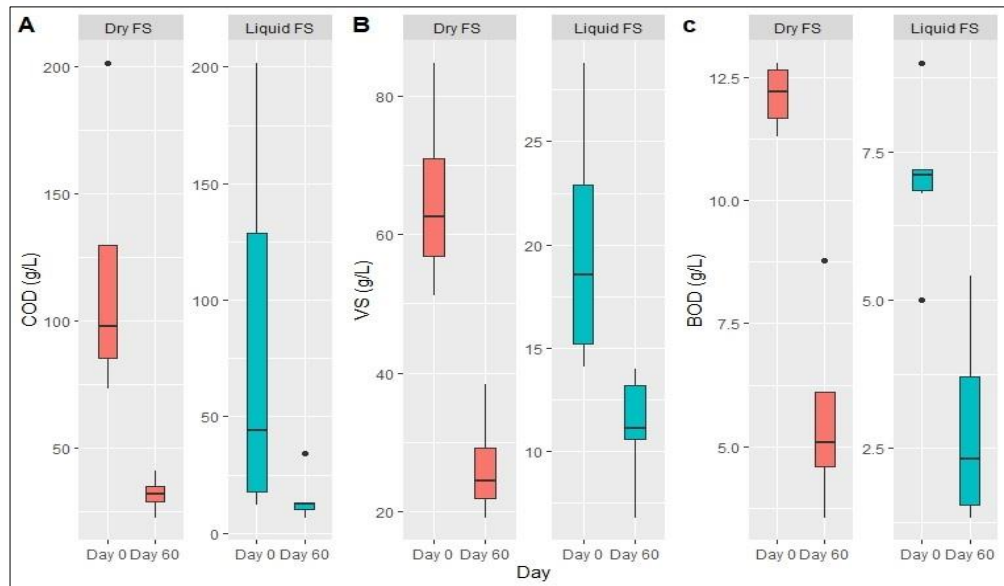 A
Dry FS
Liquid FS
COD (g/L)
200
150
100
50
200
150
100
50
0
Day 0 Day 60
Day 0 Day 60
B
Dry FS
Liquid FS
VS (g/L)
80
60
40
20
25
20
15
10
Day 0 Day 60
Day 0 Day 60
c
Dry FS
Liquid FS
BOD (g/L)
12.5
10.0
7.5
5.0
7.5
5.0
2.5
Day 0 Day 60
Day 0 Day 60
Day